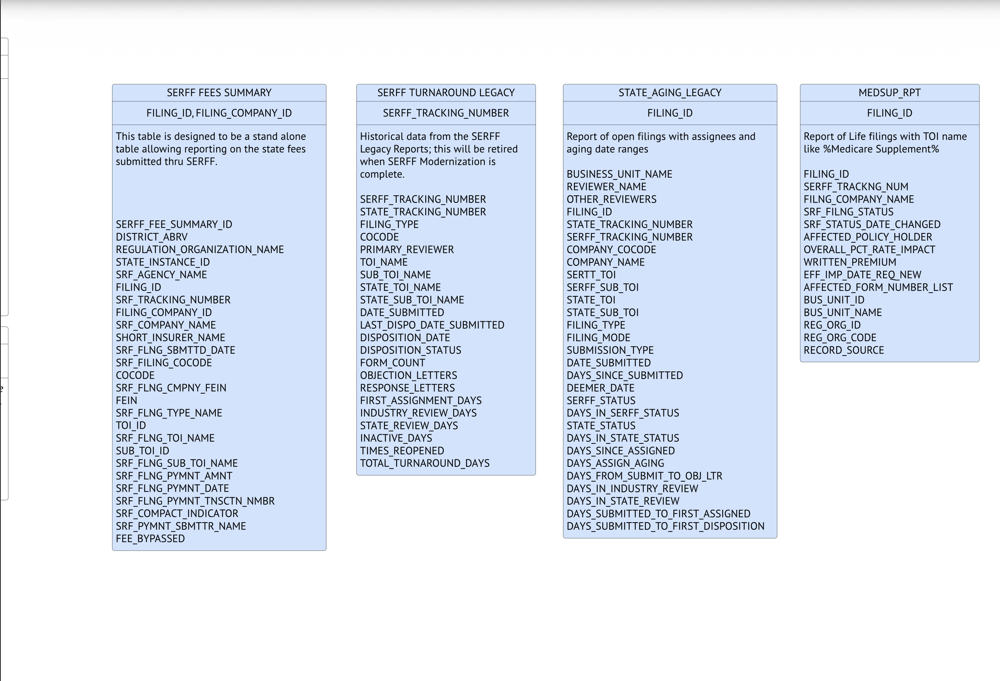 SERFF FEES SUMMARY
FILING_ID, FILING_COMPANY_ID
This table is designed to be a stand alone
table allowing reporting on the state fees
submitted thru SERFF.
SERFF_FEE_SUMMARY_ID
DISTRICT_ABRV
REGULATION_ORGANIZATION_NAME
STATE_INSTANCE_ID
SRF_AGENCY_NAME
FILING_ID
SRF_TRACKING_NUMBER
FILING_COMPANY_ID
SRF_COMPANY_NAME
SHORT_INSURER_NAME
SRF_FLNG_SBMTTD_DATE
SRF_FILING_COCODE
COCODE
SRF_FLNG_CMPNY_FEIN
FEIN
SRF_FLNG_TYPE_NAME
TOI_ID
SRF_FLNG_TOI_NAME
SUB_TOI_ID
SRF_FLNG_SUB_TOI_NAME
SRF_FLNG_PYMNT_AMNT
SRF_FLNG_PYMNT_DATE
SRF_FLNG_PYMNT_TNSCTN_NMBR
SRF_COMPACT_INDICATOR
SRF_PYMNT_SBMTTR_NAME
FEE_BYPASSED
SERFF TURNAROUND LEGACY
SERFF_TRACKING_NUMBER
Historical data from the SERFF
Legacy Reports; this will be retired
when SERFF Modernization is
complete.
SERFF_TRACKING_NUMBER
STATE_TRACKING_NUMBER
FILING_TYPE
COCODE
PRIMARY_REVIEWER
TOI_NAME
SUB_TOI_NAME
STATE_TOI_NAME
STATE_SUB_TOI_NAME
DATE_SUBMITTED
LAST_DISPO_DATE_SUBMITTED
DISPOSITION_DATE
DISPOSITION_STATUS
FORM_COUNT
OBJECTION_LETTERS
RESPONSE_LETTERS
FIRST_ASSIGNMENT_DAYS
INDUSTRY_REVIEW_DAYS
STATE_REVIEW_DAYS
INACTIVE_DAYS
TIMES_REOPENED
TOTAL_TURNAROUND_DAYS
STATE_AGING_LEGACY
FILING_ID
Report of open filings with assignees and
aging date ranges
BUSINESS_UNIT_NAME
REVIEWER_NAME
OTHER_REVIEWERS
FILING_ID
STATE_TRACKING_NUMBER
SERFF_TRACKING_NUMBER
COMPANY_COCODE
COMPANY_NAME
SERTT_TOI
SERFF_SUB_TOI
STATE_TOI
STATE_SUB_TOI
FILING_TYPE
FILING_MODE
SUBMISSION_TYPE
DATE_SUBMITTED
DAYS_SINCE_SUBMITTED
DEEMER_DATE
SERFF_STATUS
DAYS_IN_SERFF_STATUS
STATE_STATUS
DAYS_IN_STATE_STATUS
DAYS_SINCE_ASSIGNED
DAYS_ASSIGN_AGING
DAYS_FROM_SUBMIT_TO_OBJ_LTR
DAYS_IN_INDUSTRY_REVIEW
DAYS_IN_STATE_REVIEW
DAYS_SUBMITTED_TO_FIRST_ASSIGNED
DAYS_SUBMITTED_TO_FIRST_DISPOSITION
MEDSUP_RPT
FILING_ID
Report of Life filings with TOI name
like %Medicare Supplement%
FILING_ID
SERFF_TRACKNG_NUM
FILNG_COMPANY_NAME
SRF_FILNG_STATUS
SRF_STATUS_DATE_CHANGED
AFFECTED_POLICY_HOLDER
OVERALL_PCT_RATE_IMPACT
WRITTEN_PREMIUM
EFF_IMP_DATE_REQ_NEW
AFFECTED_FORM_NUMBER_LIST
BUS_UNIT_ID
BUS_UNIT_NAME
REG_ORG_ID
REG_ORG_CODE
RECORD_SOURCE